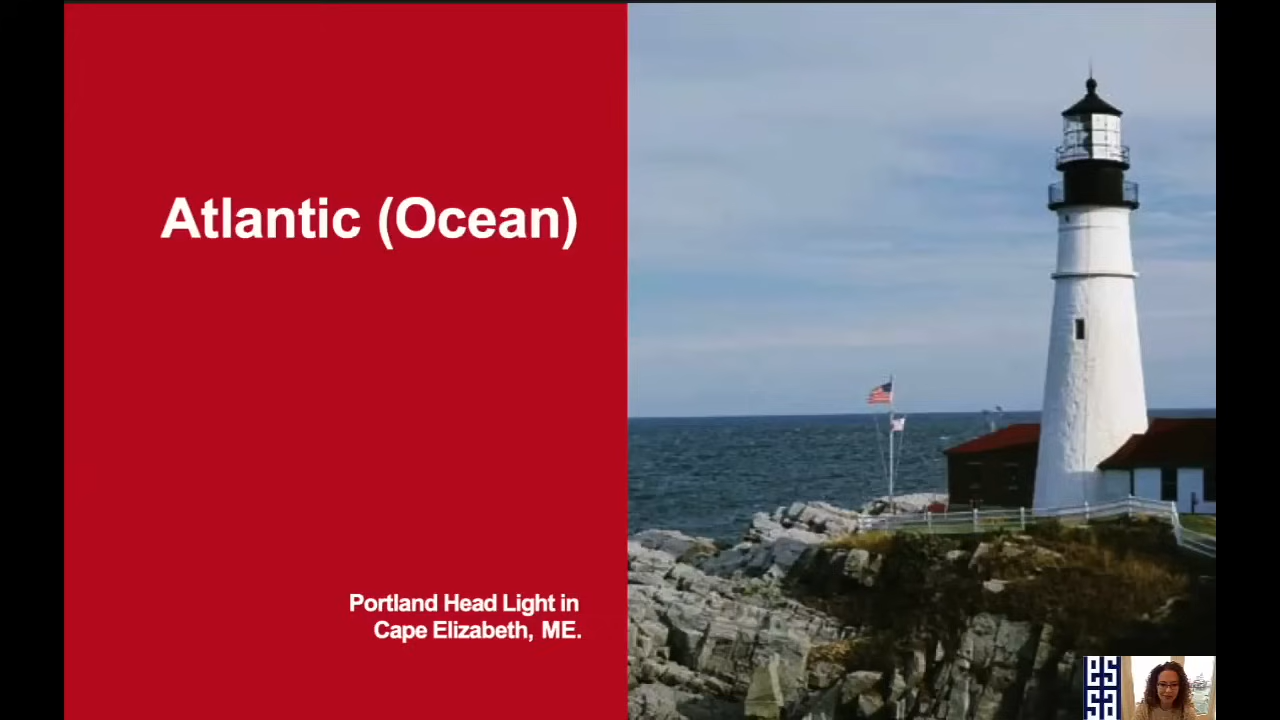 Atlantic (Ocean)
Portland Head Light in
Cape Elizabeth, ME.